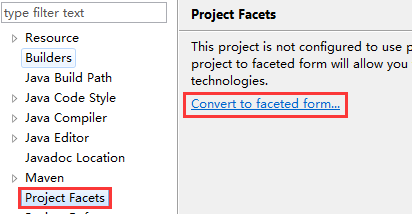 type filter text
Resource
Builders
Java Build Path
Java Code Style
Java Compiler
Java Editor
Javadoc Location
Maven
Project Facets
Project Facets
This project is not configured to use p
project to faceted form will allow you
technologies.
Convert to faceted form...